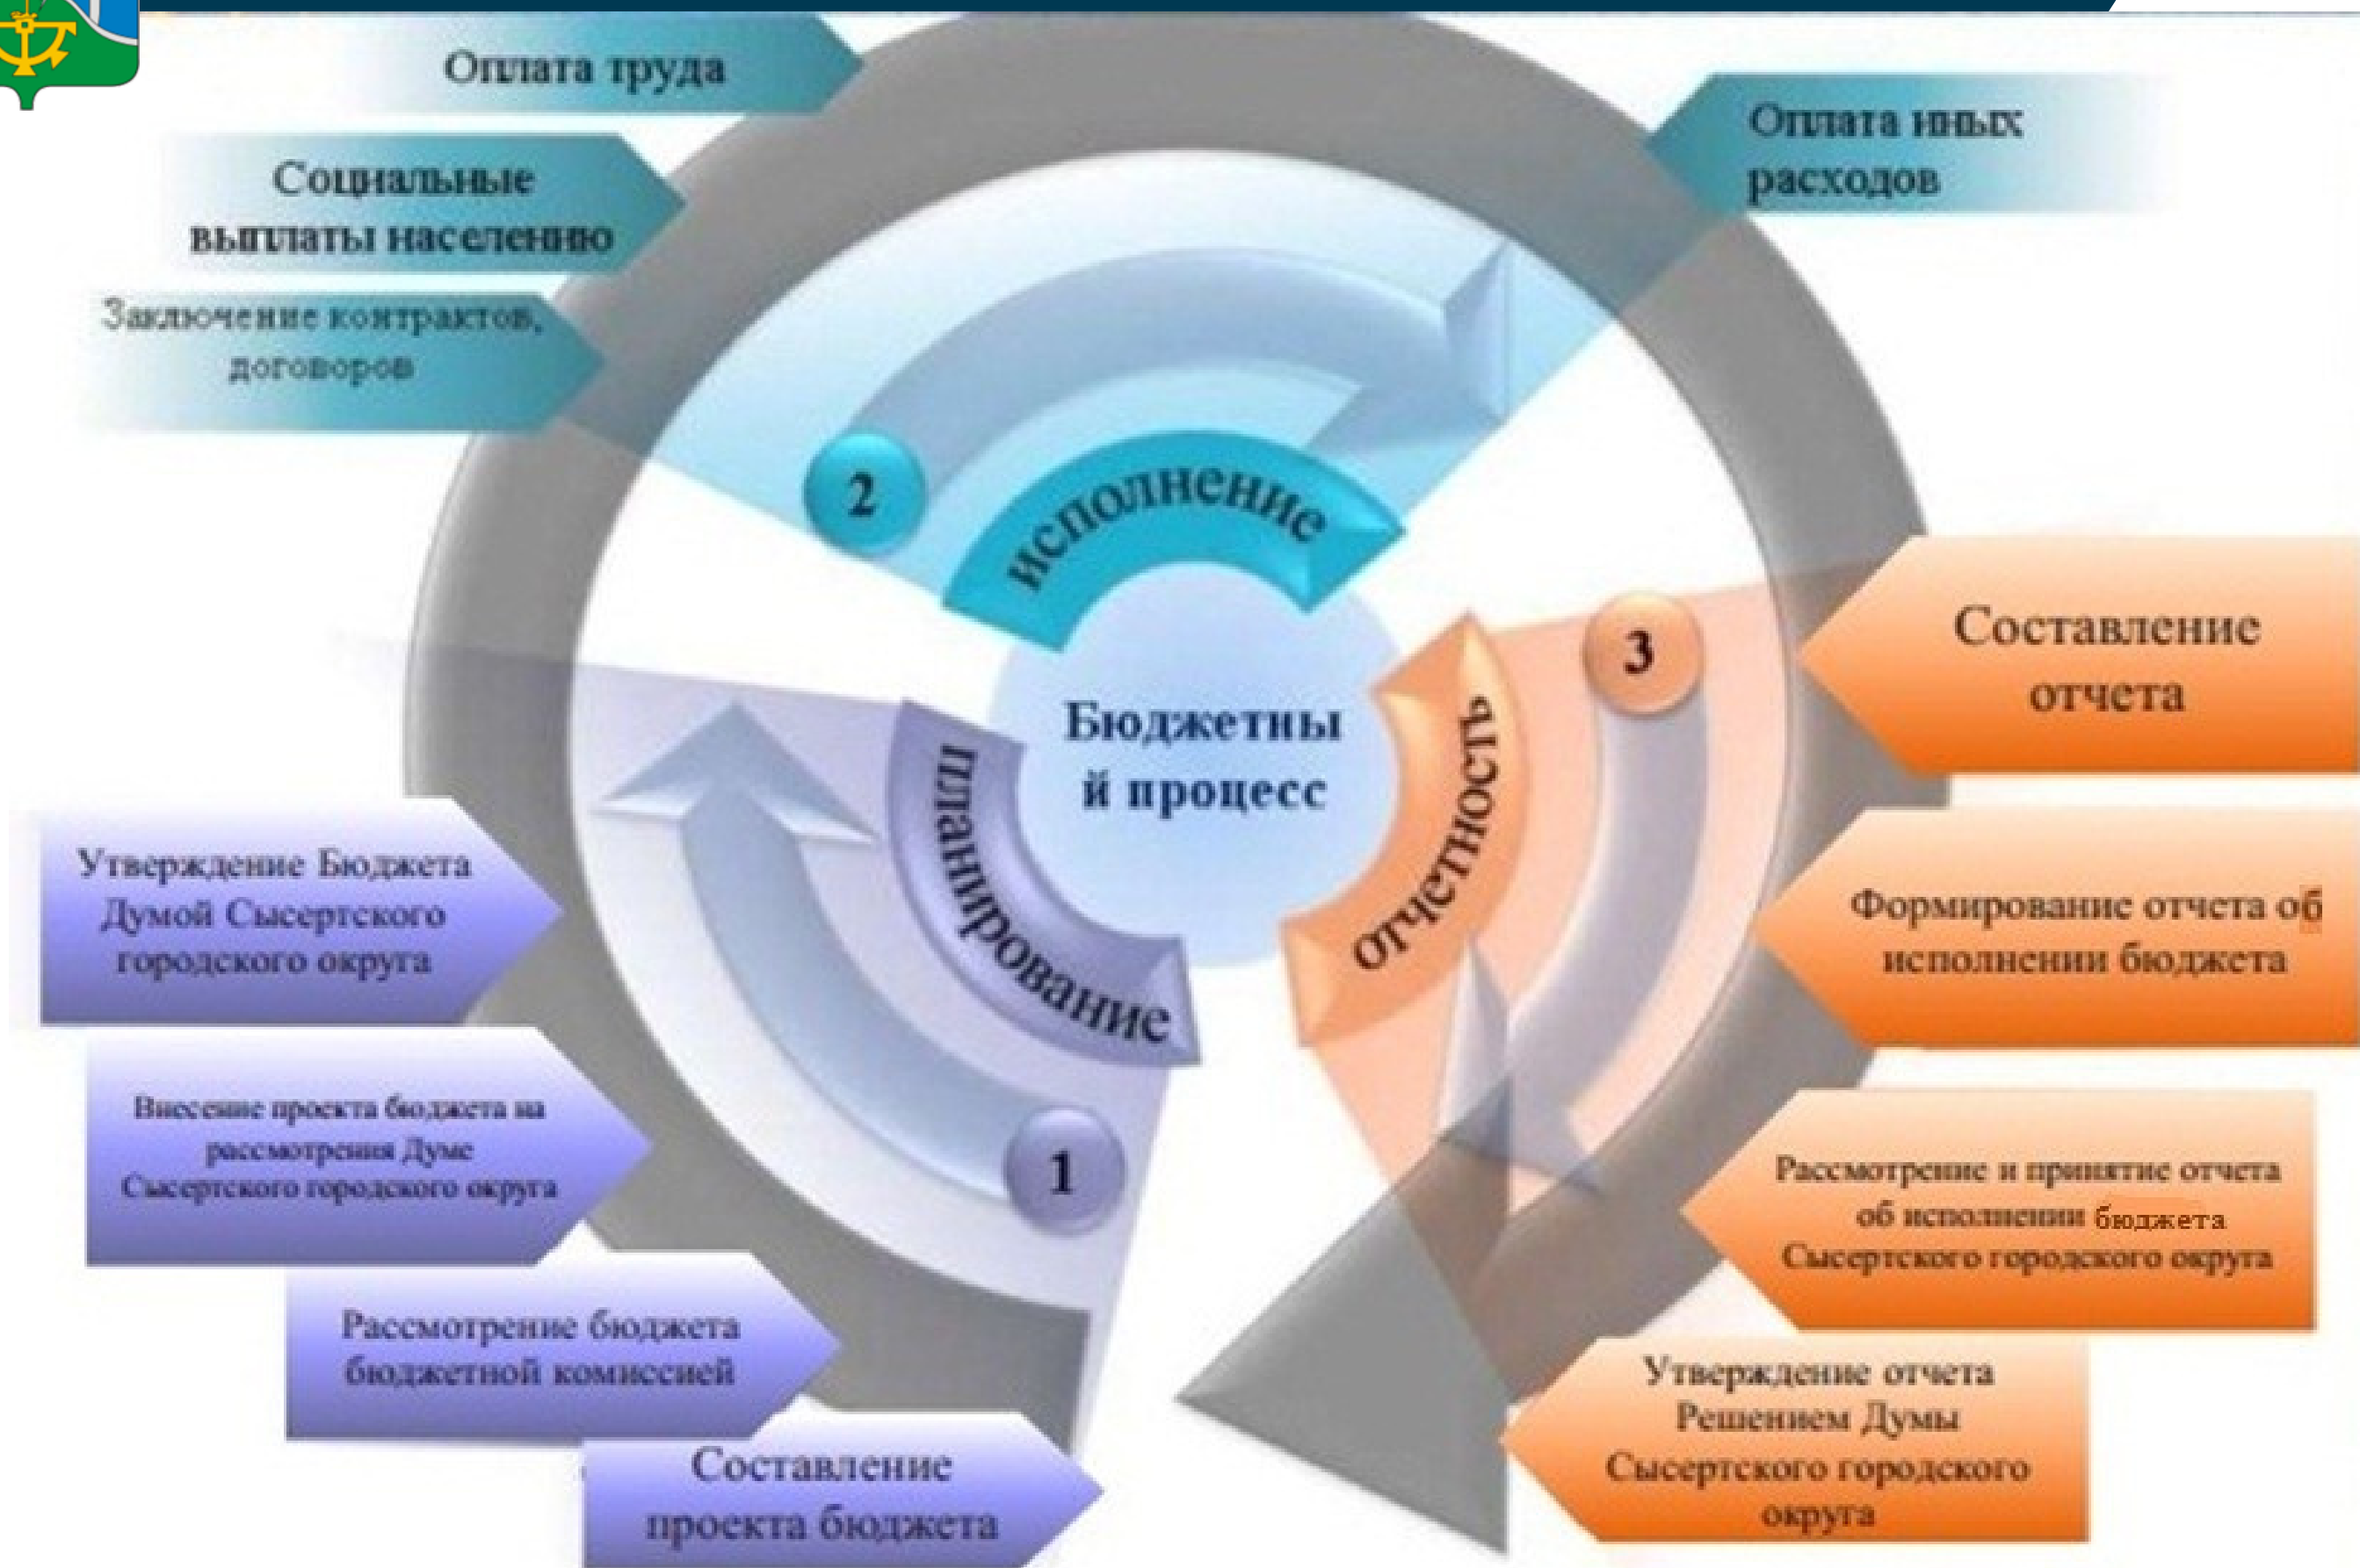 Оплата труда
Социальные
выплаты населению
Заключение контрактов,
договоров
Оплата иных
расходов
2
исполнение
3
отчетность
Бюджетны
й процесс
планирование
1
Составление
отчета
Формирование отчета об
исполнении бюджета
Рассмотрение и принятие отчета
об исполнении бюджета
Сысертского городского округа
Утверждение отчета
Решением Думы
Сысертского городского
округа
Утверждение Бюджета
Думой Сысертского
городского округа
Внесение проекта бюджета на
рассмотрения Думе
Сысертского городского округа
Рассмотрение бюджета
бюджетной комиссией
Составление
проекта бюджета